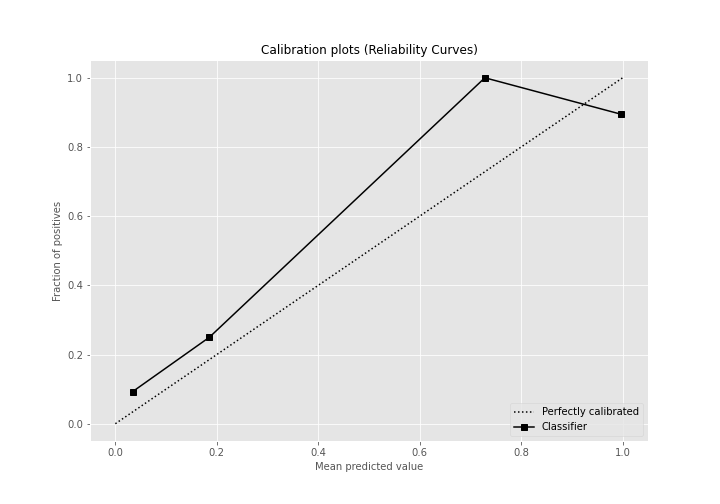 Calibration plots (Reliability Curves)
1.0
0.8
0.6
0.4
0.2
0.0
Fraction of positives
0.0 0.2 0.4 0.6 0.8 1.0
Mean predicted value
Perfectly calibrated
Classifier